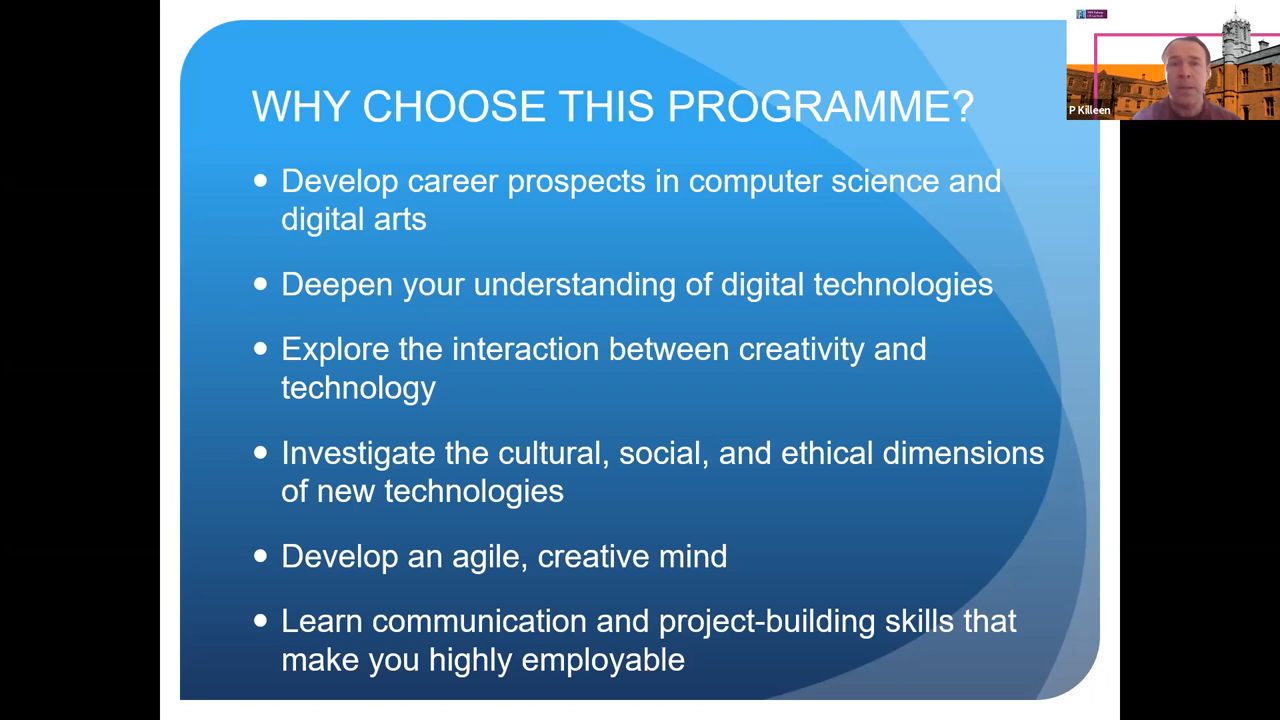 WHY CHOOSE THIS PROGRAMME?
• Develop career prospects in computer science and
digital arts
• Deepen your understanding of digital technologies
• Explore the interaction between creativity and
technology
• Investigate the cultural, social, and ethical dimensions
of new technologies
• Develop an agile, creative mind
• Learn communication and project-building skills that
make you highly employable
P Killeen